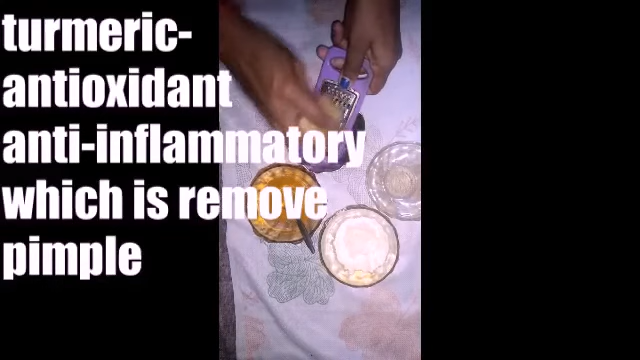 turmeric-
antioxidant
anti-inflammatory
which is remove
pimple